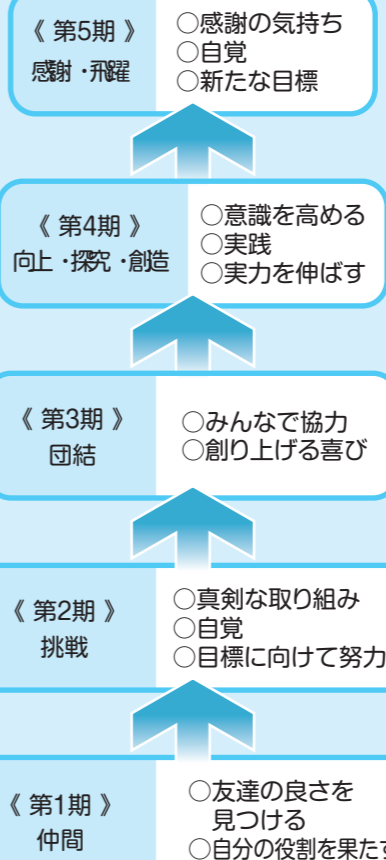 《 第5期 》
感謝・飛躍
○感謝の気持ち
○自覚
○新たな目標
《 第4期 》
向上・探究・創造
○意識を高める
○実践
○実力を伸ばす
《 第3期 》
団結
○みんなで協力
○創り上げる喜び
《 第2期 》
挑戦
○真剣な取り組み
○自覚
○目標に向けて努力
《 第1期 》
仲間
○友達の良さを
見つける
○自分の役割を果たす